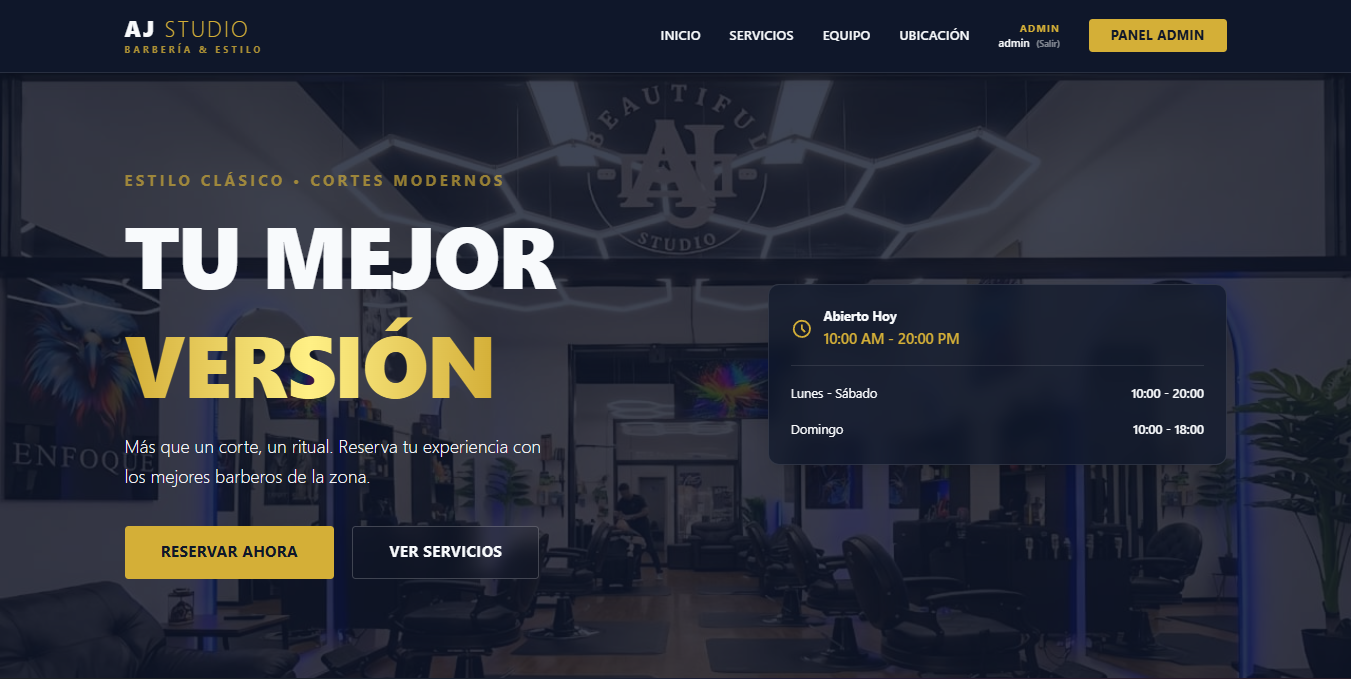 AJ STUDIO
BARBERÍA & ESTILO
INICIO SERVICIOS EQUIPO UBICACIÓN
ADMIN
admin (Salir)
PANEL ADMIN
BEAUTIFUL
AJ
STUDIO
ESTILO CLÁSICO • CORTES MODERNOS
TU MEJOR
VERSIÓN
Más que un corte, un ritual. Reserva tu experiencia con
los mejores barberos de la zona.
RESERVAR AHORA VER SERVICIOS
ENFOQUE
Abierto Hoy
10:00 AM - 20:00 PM
Lunes - Sábado 10:00 - 20:00
Domingo 10:00 - 18:00